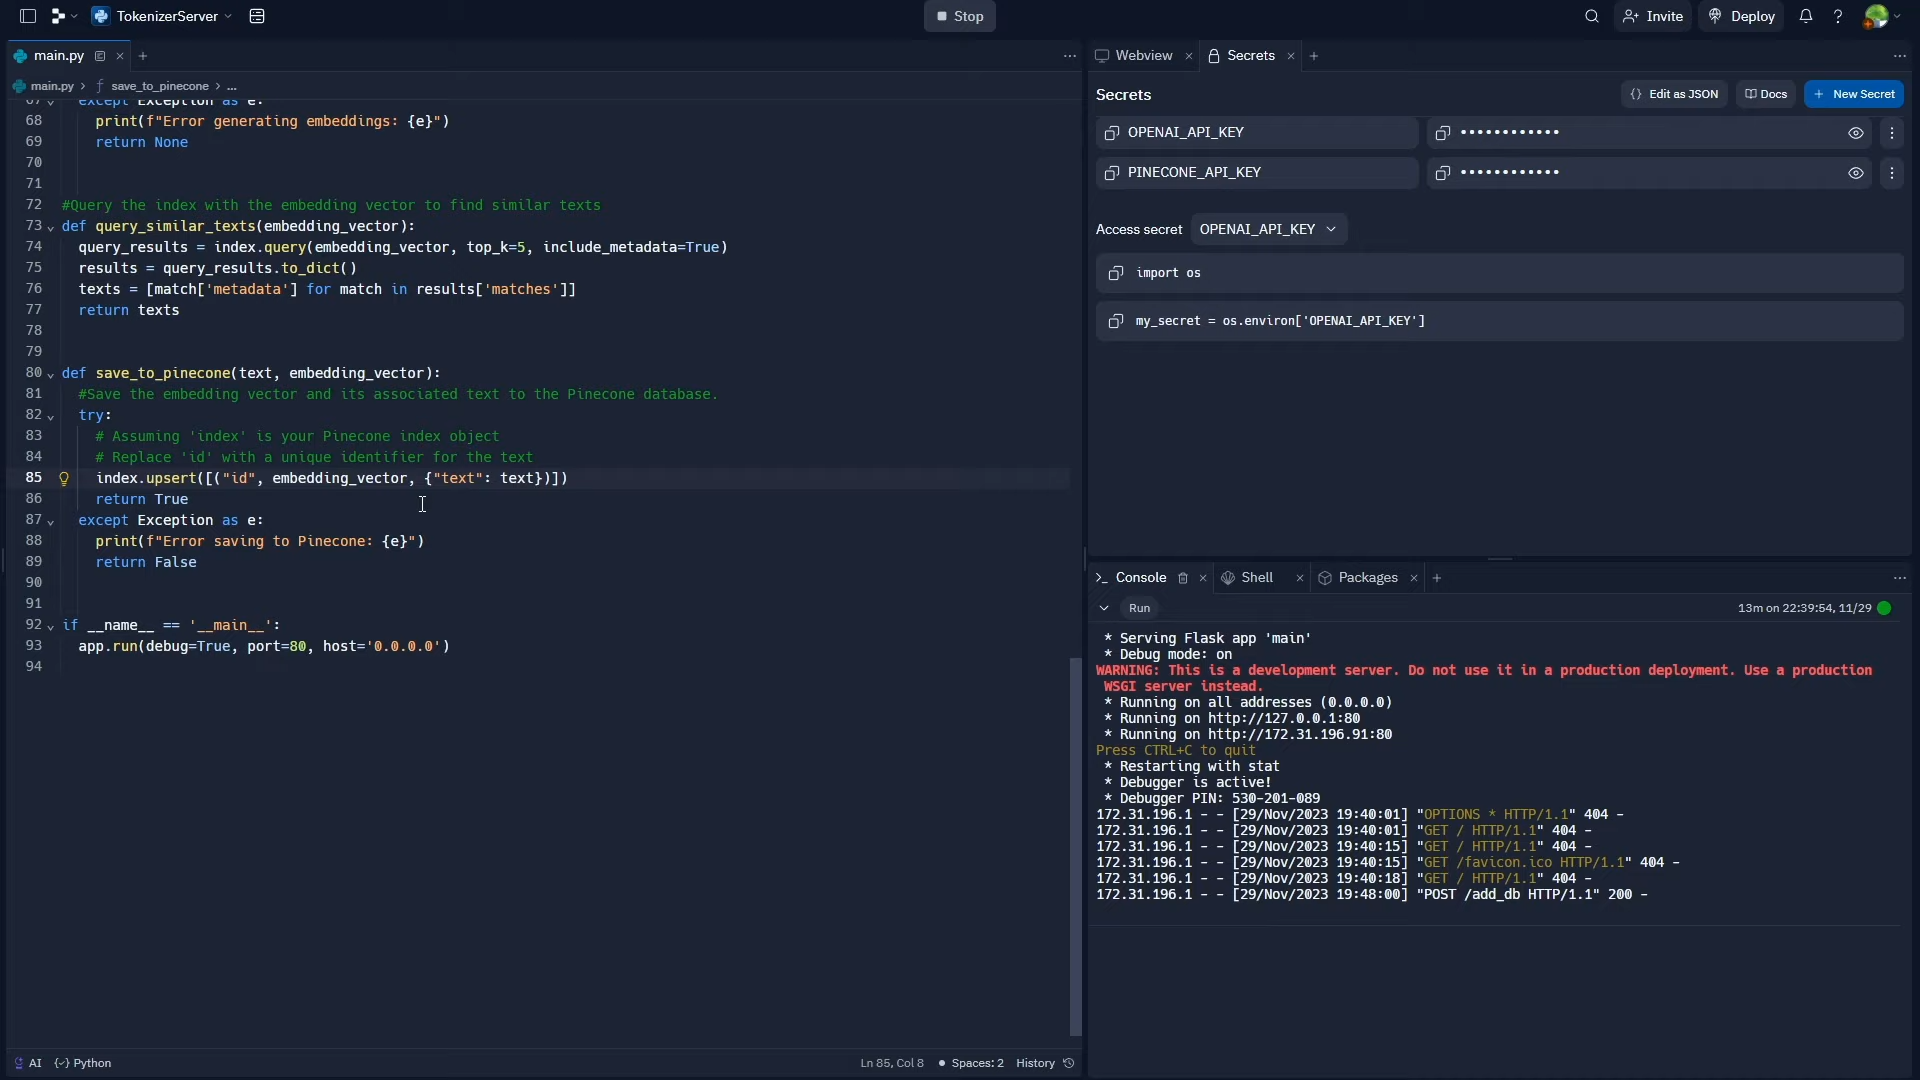 TokenizerServer
Stop
Invite
Deploy
main.py
main.py > save_to_pinecone > ...
67 except Exception as e:
68 print(f"Error generating embeddings: {e}")
69 return None
70
71
72 #Query the index with the embedding vector to find similar texts
73 def query_similar_texts(embedding_vector):
74 query_results = index.query(embedding_vector, top_k=5, include_metadata=True)
75 results = query_results.to_dict()
76 texts = [match['metadata'] for match in results['matches']]
77 return texts
78
79
80 def save_to_pinecone(text, embedding_vector):
81 #Save the embedding vector and its associated text to the Pinecone database.
82 try:
83 # Assuming 'index' is your Pinecone index object
84 # Replace 'id' with a unique identifier for the text
85 index.upsert([("id", embedding_vector, {"text": text})])
86 return True
87 except Exception as e:
88 print(f"Error saving to Pinecone: {e}")
89 return False
90
91
92 if __name__ == '__main__':
93 app.run(debug=True, port=80, host='0.0.0.0')
94
AI Python
Ln 85, Col 8 • Spaces: 2 History
Webview
Secrets
Secrets
{} Edit as JSON
Docs
+ New Secret
OPENAI_API_KEY ••••••••••••
PINECONE_API_KEY ••••••••••••
Access secret OPENAI_API_KEY
import os
my_secret = os.environ['OPENAI_API_KEY']
Console
Shell
Packages
Run
13m on 22:39:54, 11/29
* Serving Flask app 'main'
* Debug mode: on
WARNING: This is a development server. Do not use it in a production deployment. Use a production
WSGI server instead.
* Running on all addresses (0.0.0.0)
* Running on http://127.0.0.1:80
* Running on http://172.31.196.91:80
Press CTRL+C to quit
* Restarting with stat
* Debugger is active!
* Debugger PIN: 530-201-089
172.31.196.1 - - [29/Nov/2023 19:40:01] "OPTIONS * HTTP/1.1" 404 -
172.31.196.1 - - [29/Nov/2023 19:40:01] "GET / HTTP/1.1" 404 -
172.31.196.1 - - [29/Nov/2023 19:40:15] "GET / HTTP/1.1" 404 -
172.31.196.1 - - [29/Nov/2023 19:40:15] "GET /favicon.ico HTTP/1.1" 404 -
172.31.196.1 - - [29/Nov/2023 19:40:18] "GET / HTTP/1.1" 404 -
172.31.196.1 - - [29/Nov/2023 19:48:00] "POST /add_db HTTP/1.1" 200 -